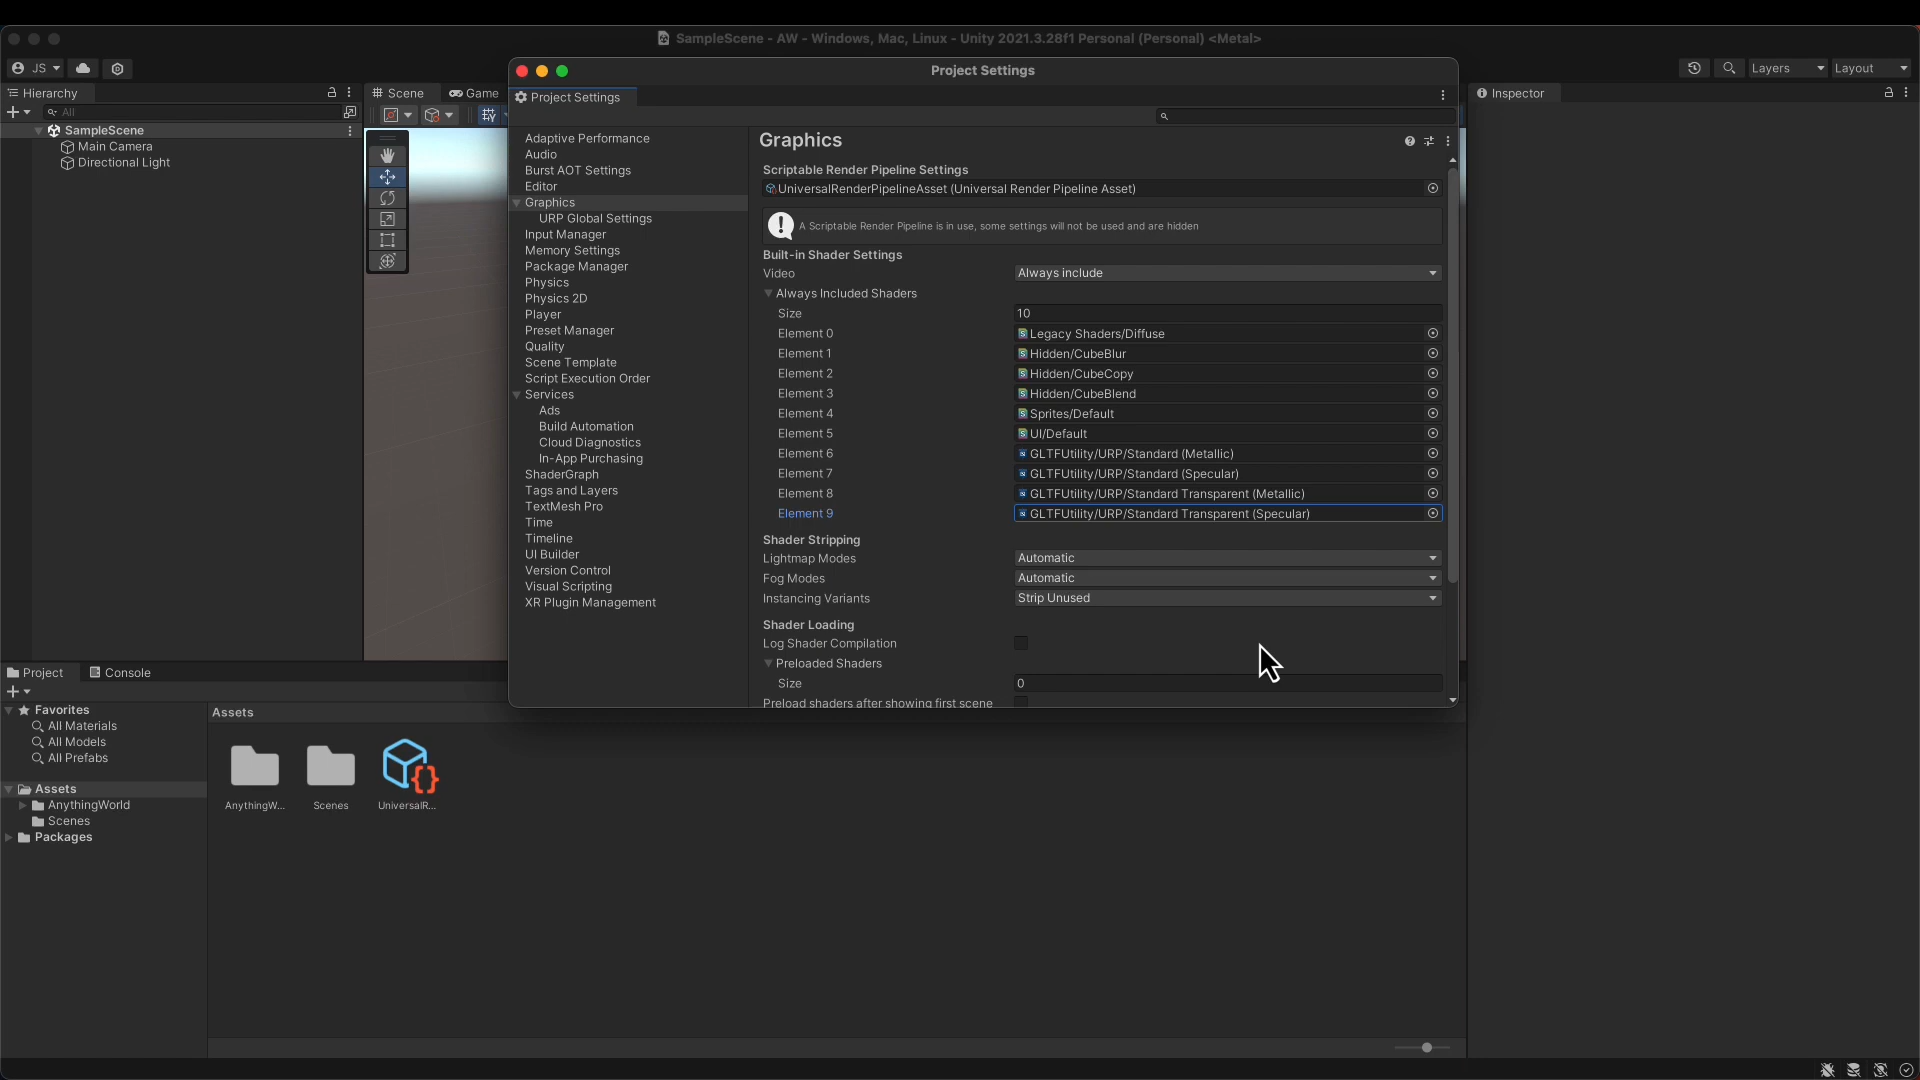 SampleScene - AW - Windows, Mac, Linux - Unity 2021.3.28f1 Personal (Personal) <Metal>
JS
Layers
Layout
Hierarchy
All
SampleScene
Main Camera
Directional Light
Scene
Game
Project Settings
Project Settings
Adaptive Performance
Audio
Burst AOT Settings
Editor
Graphics
URP Global Settings
Input Manager
Memory Settings
Package Manager
Physics
Physics 2D
Player
Preset Manager
Quality
Scene Template
Script Execution Order
Services
Ads
Build Automation
Cloud Diagnostics
In-App Purchasing
ShaderGraph
Tags and Layers
TextMesh Pro
Time
Timeline
UI Builder
Version Control
Visual Scripting
XR Plugin Management
Graphics
Scriptable Render Pipeline Settings
UniversalRenderPipelineAsset (Universal Render Pipeline Asset)
A Scriptable Render Pipeline is in use, some settings will not be used and are hidden
Built-in Shader Settings
Video Always include
Always Included Shaders
Size 10
Element 0 Legacy Shaders/Diffuse
Element 1 Hidden/CubeBlur
Element 2 Hidden/CubeCopy
Element 3 Hidden/CubeBlend
Element 4 Sprites/Default
Element 5 UI/Default
Element 6 GLTFUtility/URP/Standard (Metallic)
Element 7 GLTFUtility/URP/Standard (Specular)
Element 8 GLTFUtility/URP/Standard Transparent (Metallic)
Element 9 GLTFUtility/URP/Standard Transparent (Specular)
Shader Stripping
Lightmap Modes Automatic
Fog Modes Automatic
Instancing Variants Strip Unused
Shader Loading
Log Shader Compilation
Preloaded Shaders
Size 0
Preload shaders after showing first scene
Inspector
Project
Console
Favorites
All Materials
All Models
All Prefabs
Assets
AnythingWorld
Scenes
Packages
Assets
AnythingW...
Scenes
UniversalR...